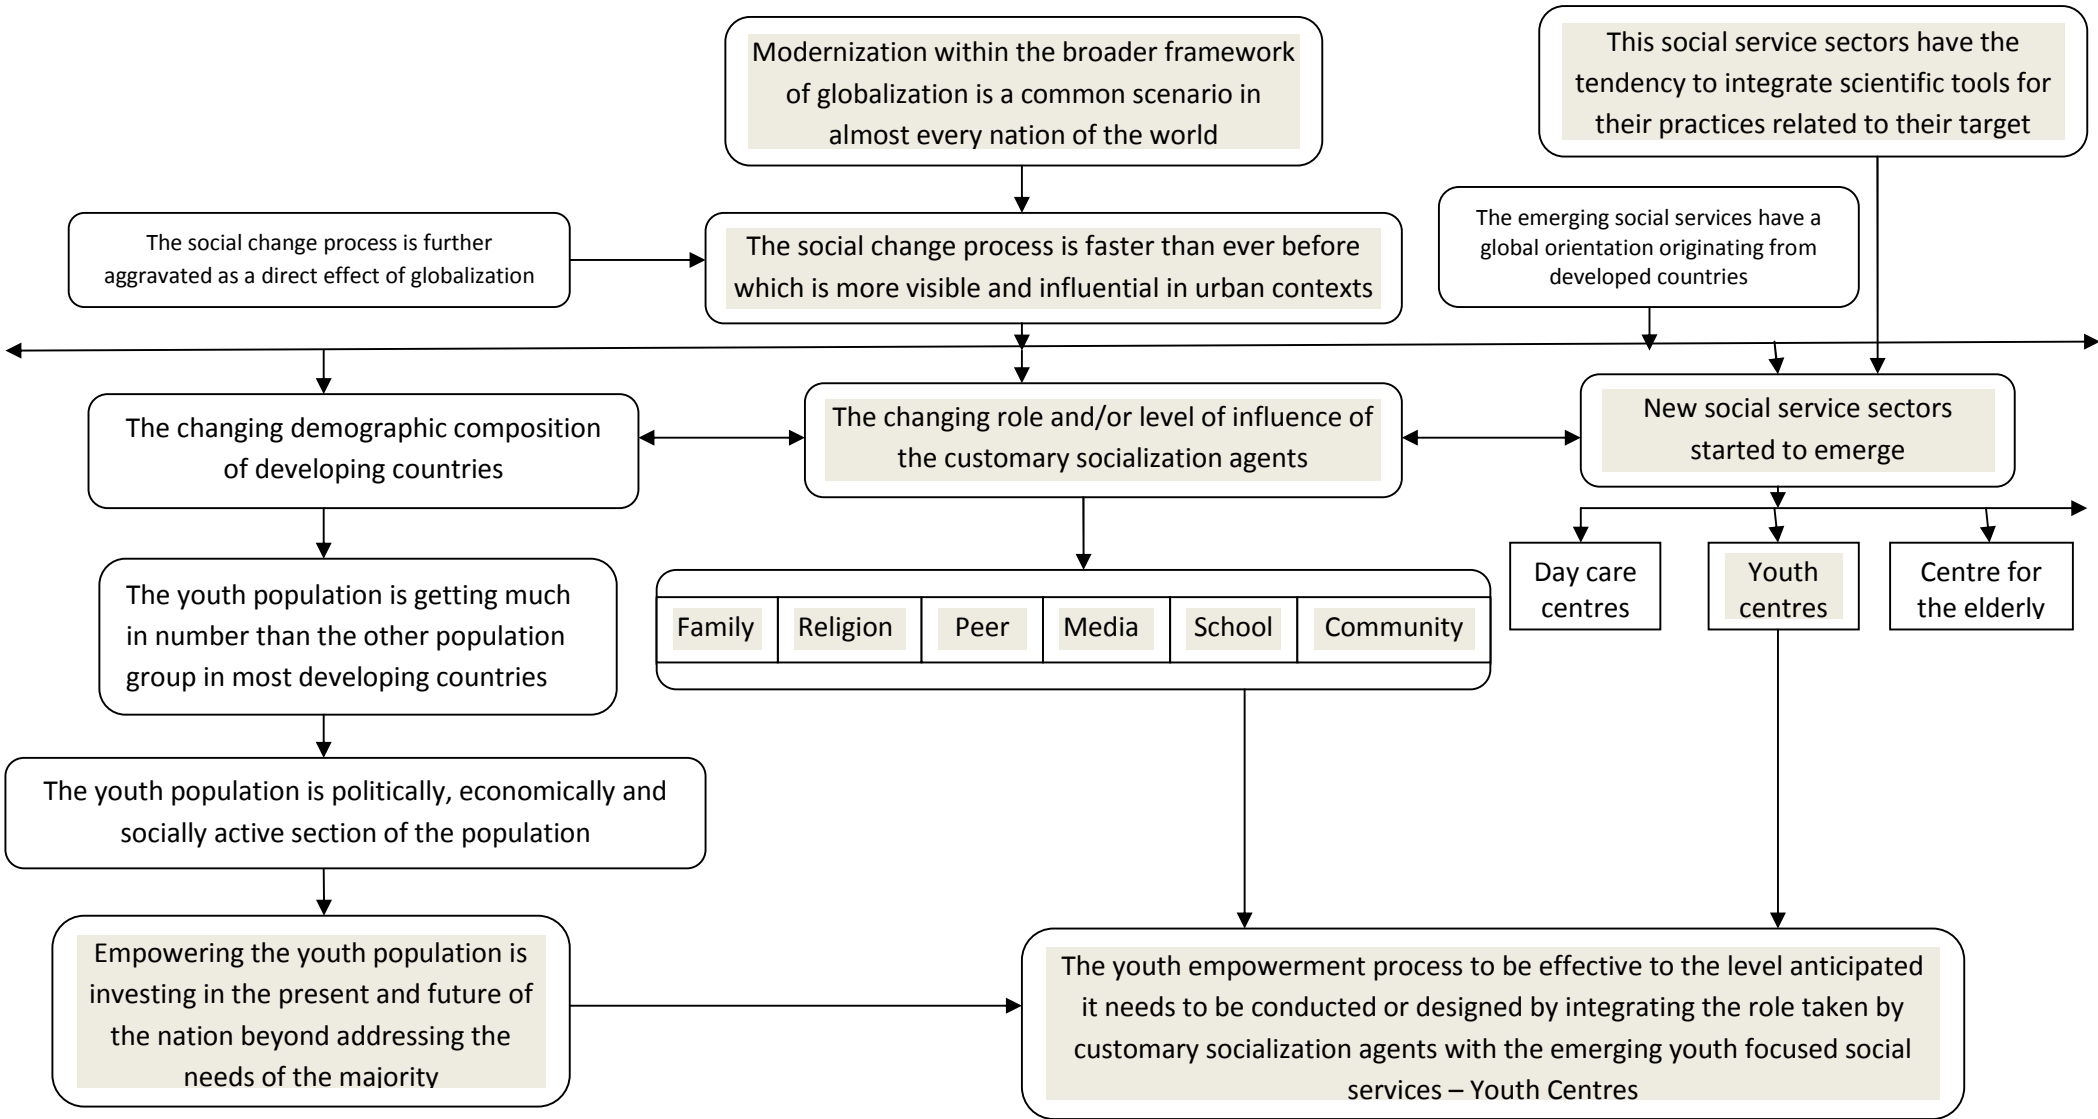 Modernization within the broader framework
of globalization is a common scenario in
almost every nation of the world
This social service sectors have the
tendency to integrate scientific tools for
their practices related to their target
The social change process is further
aggravated as a direct effect of globalization
The social change process is faster than ever before
which is more visible and influential in urban contexts
The emerging social services have a
global orientation originating from
developed countries
The changing demographic composition
of developing countries
The changing role and/or level of influence of
the customary socialization agents
New social service sectors
started to emerge
The youth population is getting much
in number than the other population
group in most developing countries
Family
Religion
Peer
Media
School
Community
Day care
centres
Youth
centres
Centre for
the elderly
The youth population is politically, economically and
socially active section of the population
Empowering the youth population is
investing in the present and future of
the nation beyond addressing the
needs of the majority
The youth empowerment process to be effective to the level anticipated
it needs to be conducted or designed by integrating the role taken by
customary socialization agents with the emerging youth focused social
services – Youth Centres